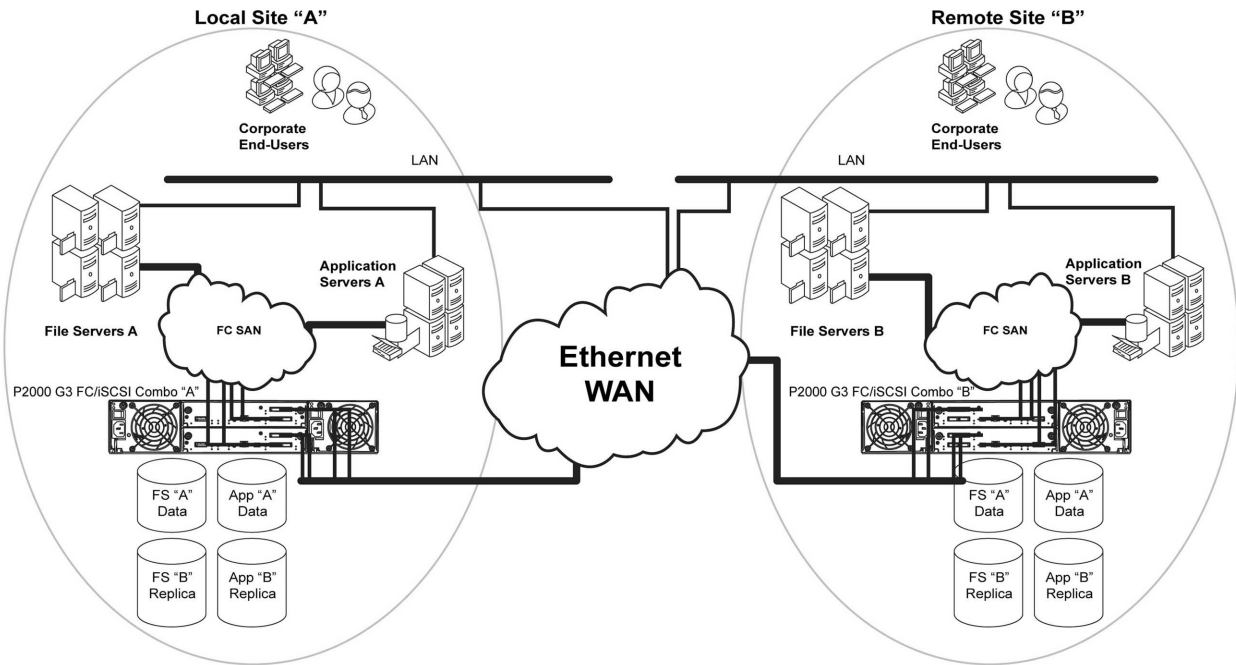 Local Site “A”
Remote Site “B”
Corporate
End-Users
Corporate
End-Users
LAN
LAN
Application
Servers A
Application
Servers B
File Servers A
FC SAN
File Servers B
FC SAN
Ethernet
WAN
P2000 G3 FC/iSCSI Combo “A”
P2000 G3 FC/iSCSI Combo “B”
FS “A”
Data
App “A”
Data
FS “A”
Data
App “A”
Data
FS “B”
Replica
App “B”
Replica
FS “B”
Replica
App “B”
Replica